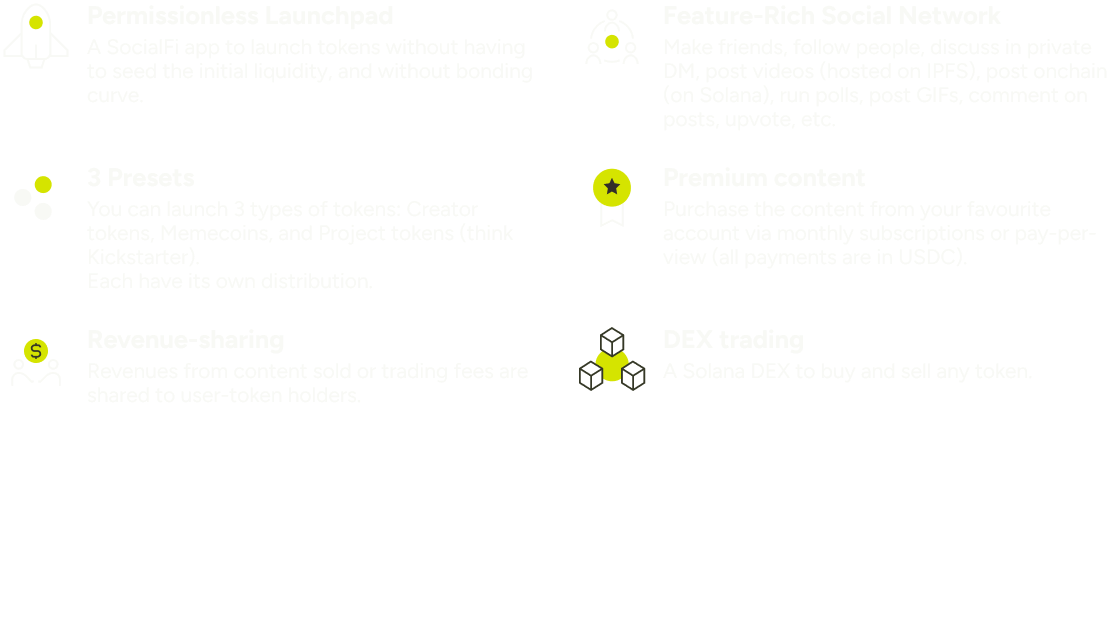 Permissionless Launchpad
A SocialFi app to launch tokens without having
to seed the initial liquidity, and without bonding
curve.
Feature-Rich Social Network
Make friends, follow people, discuss in private
DM, post videos (hosted on IPFS), post onchain
(on Solana), run polls, post GIFs, comment on
posts, upvote, etc.
3 Presets
You can launch 3 types of tokens: Creator
tokens, Memecoins, and Project tokens (think
Kickstarter).
Each have its own distribution.
Premium content
Purchase the content from your favourite
account via monthly subscriptions or pay-per-
view (all payments are in USDC).
$
Revenue-sharing
Revenues from content sold or trading fees are
shared to user-token holders.
DEX trading
A Solana DEX to buy and sell any token.